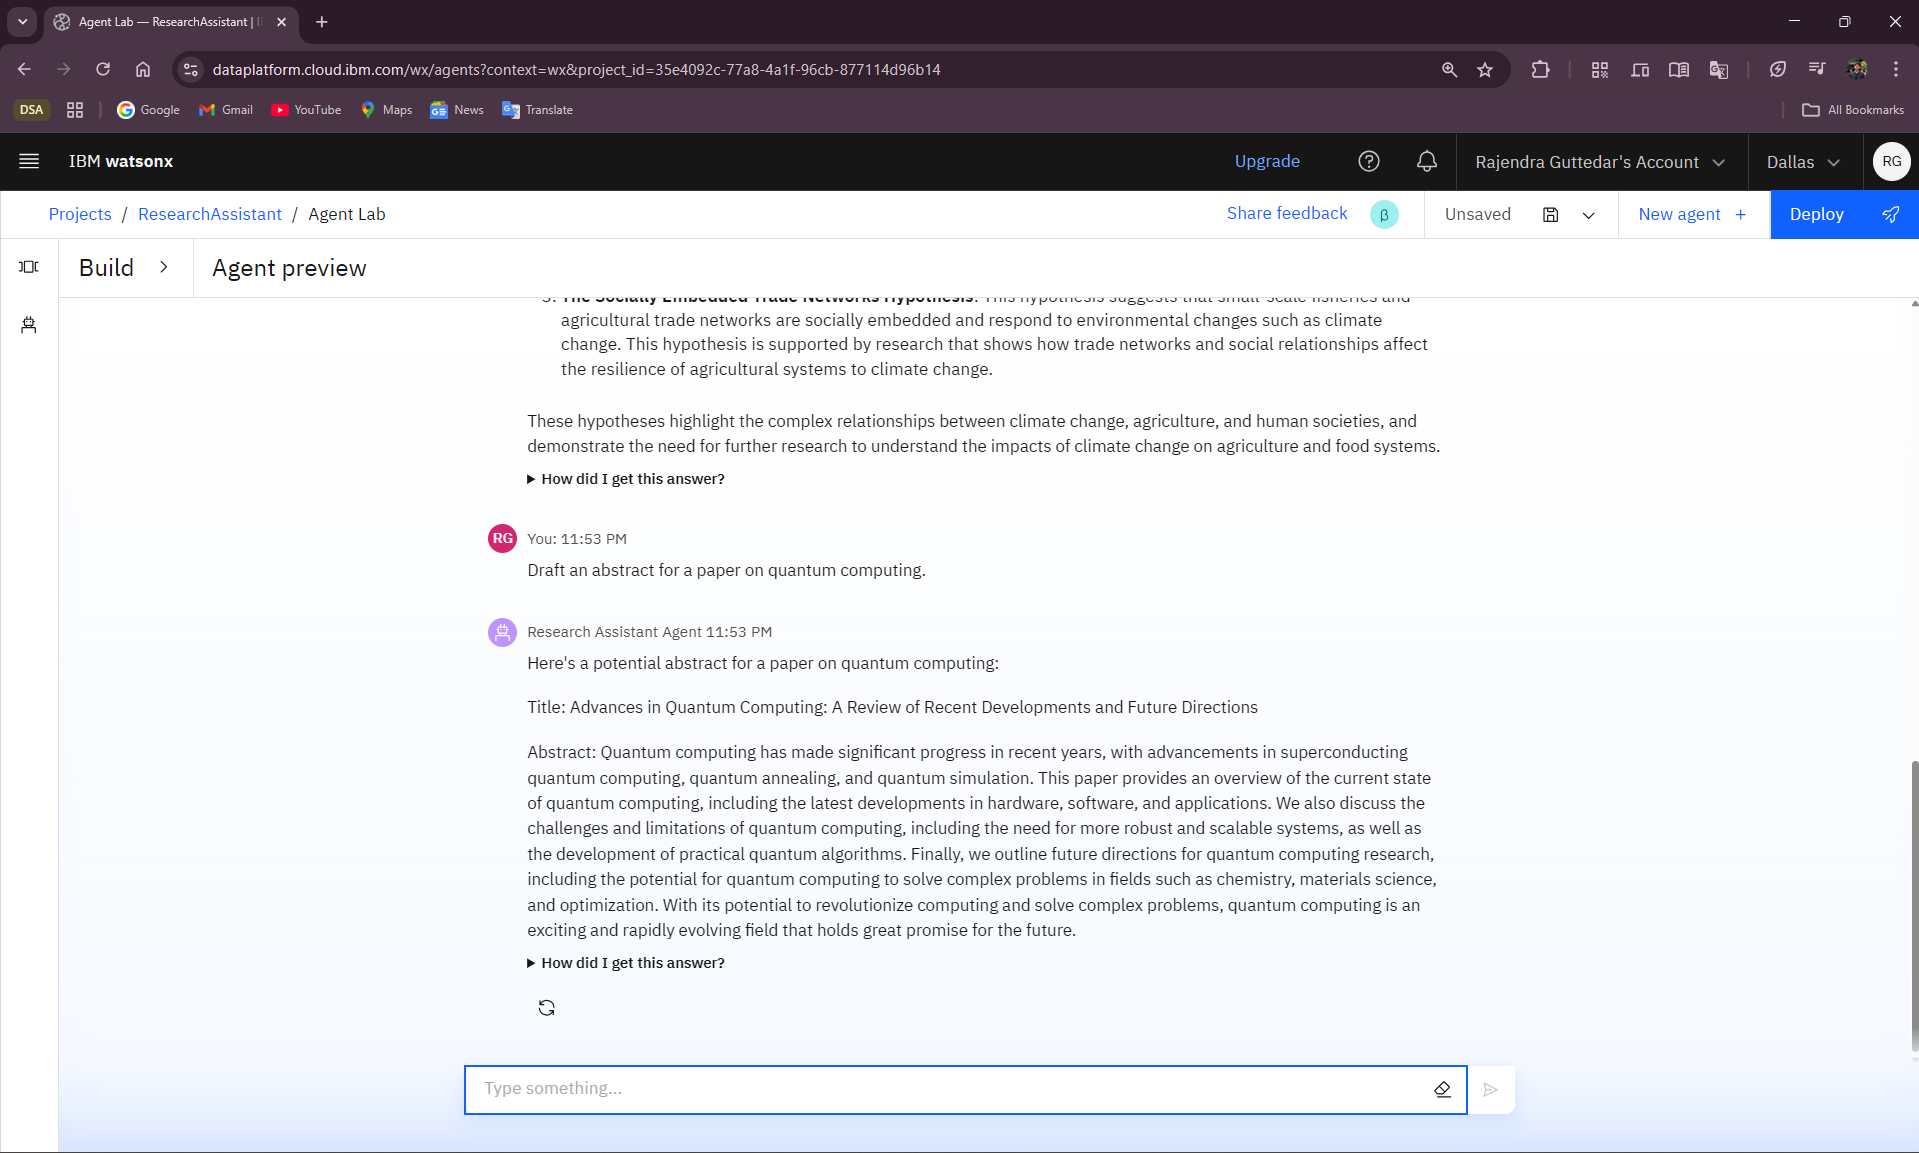 Agent Lab — ResearchAssistant |
dataplatform.cloud.ibm.com/wx/agents?context=wx&project_id=35e4092c-77a8-4a1f-96cb-877114d96b14
DSA Google Gmail YouTube Maps News Translate All Bookmarks
IBM watsonx Upgrade Rajendra Guttedar's Account Dallas RG
Projects / ResearchAssistant / Agent Lab Share feedback β Unsaved New agent + Deploy
Build Agent preview
The Socially Embedded Trade Networks Hypothesis: This hypothesis suggests that small-scale fisheries and
agricultural trade networks are socially embedded and respond to environmental changes such as climate
change. This hypothesis is supported by research that shows how trade networks and social relationships affect
the resilience of agricultural systems to climate change.
These hypotheses highlight the complex relationships between climate change, agriculture, and human societies, and
demonstrate the need for further research to understand the impacts of climate change on agriculture and food systems.
How did I get this answer?
RG You: 11:53 PM
Draft an abstract for a paper on quantum computing.
Research Assistant Agent 11:53 PM
Here's a potential abstract for a paper on quantum computing:
Title: Advances in Quantum Computing: A Review of Recent Developments and Future Directions
Abstract: Quantum computing has made significant progress in recent years, with advancements in superconducting
quantum computing, quantum annealing, and quantum simulation. This paper provides an overview of the current state
of quantum computing, including the latest developments in hardware, software, and applications. We also discuss the
challenges and limitations of quantum computing, including the need for more robust and scalable systems, as well as
the development of practical quantum algorithms. Finally, we outline future directions for quantum computing research,
including the potential for quantum computing to solve complex problems in fields such as chemistry, materials science,
and optimization. With its potential to revolutionize computing and solve complex problems, quantum computing is an
exciting and rapidly evolving field that holds great promise for the future.
How did I get this answer?
Type something...